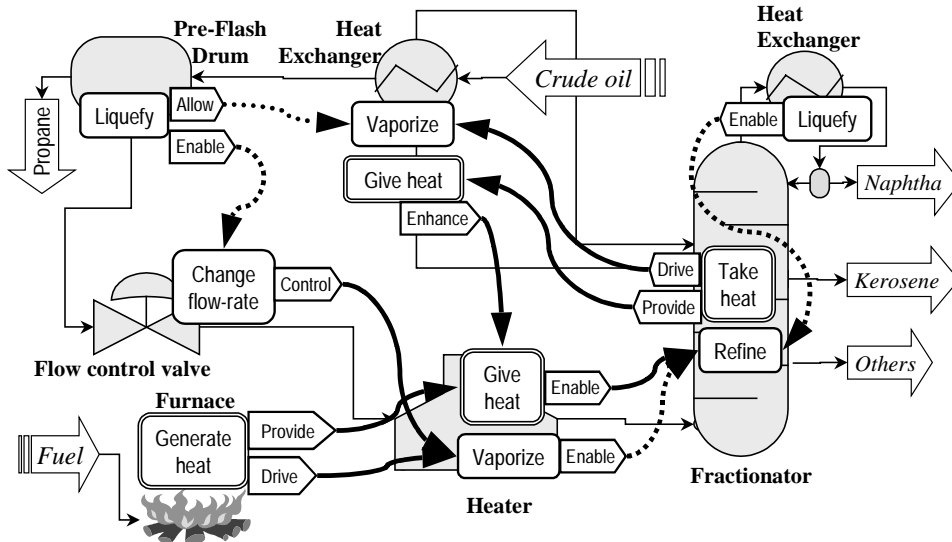 Pre-Flash
Drum
Heat
Exchanger
Heat
Exchanger
Crude oil
Allow
Liquefy
Enable
Propane
Vaporize
Give heat
Enhance
Enable
Liquefy
Naphtha
Change
flow-rate
Control
Drive
Provide
Take
heat
Kerosene
Refine
Others
Flow control valve
Give
heat
Enable
Furnace
Generate
heat
Provide
Drive
Vaporize
Enable
Fuel
Heater
Fractionator